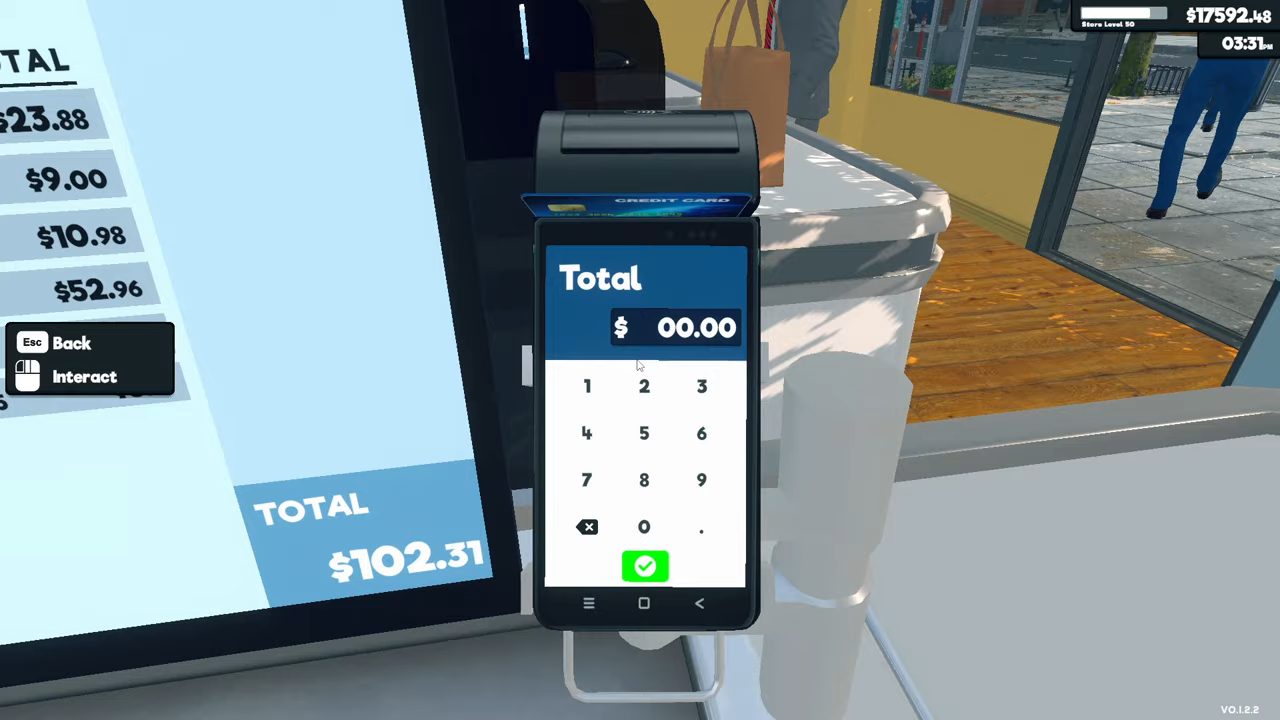 Store Level 50
$17592.48
03:31PM
TAL
$23.88
$9.00
$10.98
$52.96
Esc Back
Interact
CREDIT CARD
Total
$ 00.00
1 2 3
4 5 6
7 8 9
0 .
TOTAL
$102.31
V0.1.2.2